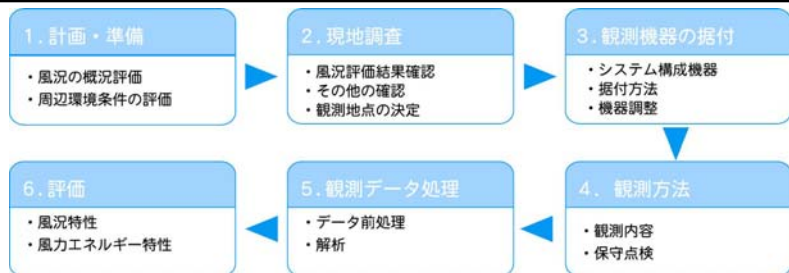 1.計画・準備
・風況の概況評価
・周辺環境条件の評価
2.現地調査
・風況評価結果確認
・その他の確認
・観測地点の決定
3.観測機器の据付
・システム構成機器
・据付方法
・機器調整
4. 観測方法
・観測内容
・保守点検
5.観測データ処理
・データ前処理
・解析
6.評価
・風況特性
・風力エネルギー特性